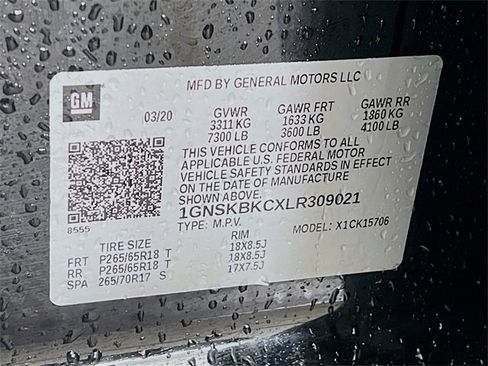 GM
MFD BY GENERAL MOTORS LLC
03/20 GVWR GAWR FRT GAWR RR
3311 KG 1633 KG 1860 KG
7300 LB 3600 LB 4100 LB
THIS VEHICLE CONFORMS TO ALL
APPLICABLE U.S. FEDERAL MOTOR
VEHICLE SAFETY STANDARDS IN EFFECT
ON THE DATE OF MANUFACTURE
SHOWN ABOVE.
8555
1GNSKBKCXLR309021
TYPE: M.P.V. MODEL: X1CK15706
TIRE SIZE RIM
FRT P265/65R18 T 18X8.5J
RR P265/65R18 T 18X8.5J
SPA 265/70R17 S 17X7.5J